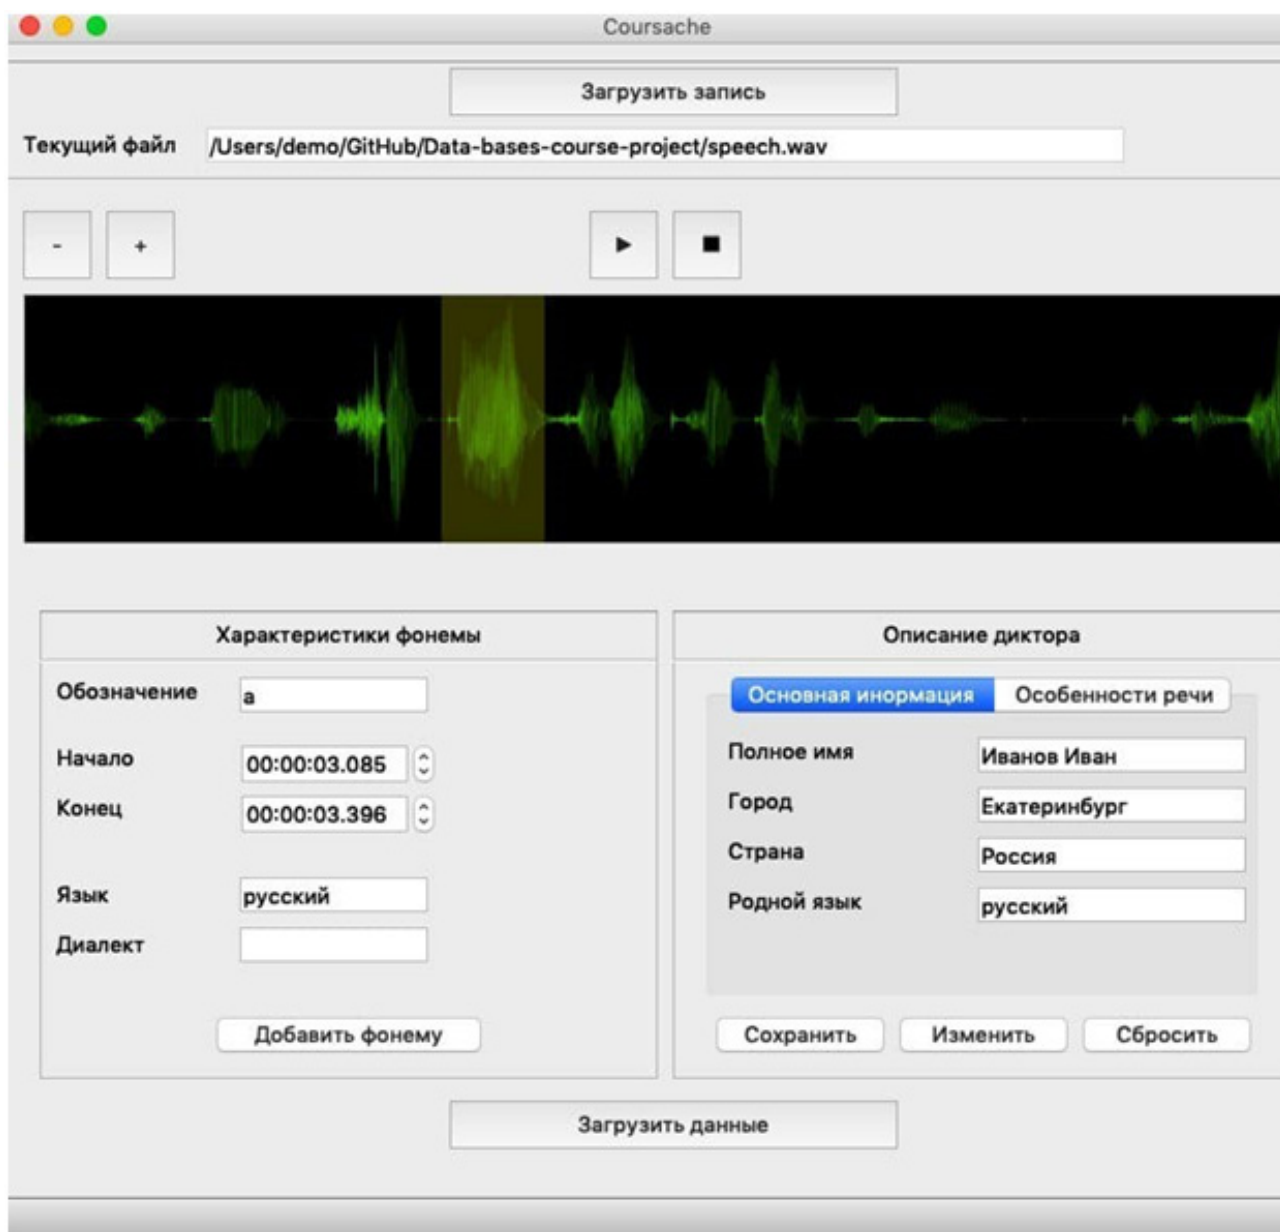 Coursache
Загрузить запись
Текущий файл /Users/demo/GitHub/Data-bases-course-project/speech.wav
- +
Характеристики фонемы
Обозначение а
Начало 00:00:03.085
Конец 00:00:03.396
Язык русский
Диалект
Добавить фонему
Описание диктора
Основная инормация Особенности речи
Полное имя Иванов Иван
Город Екатеринбург
Страна Россия
Родной язык русский
Сохранить Изменить Сбросить
Загрузить данные